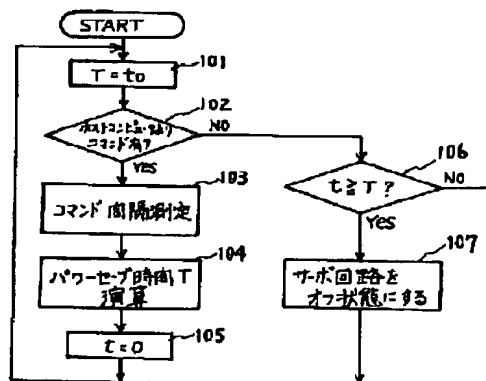 START
T=to
101
ホストコンピュータより
コマンド有?
102
NO
YES
コマンド間隔測定
103
パワーセーブ時間T
演算
104
t=0
105
t≧T?
106
NO
YES
サーボ回路を
オフ状態にする
107